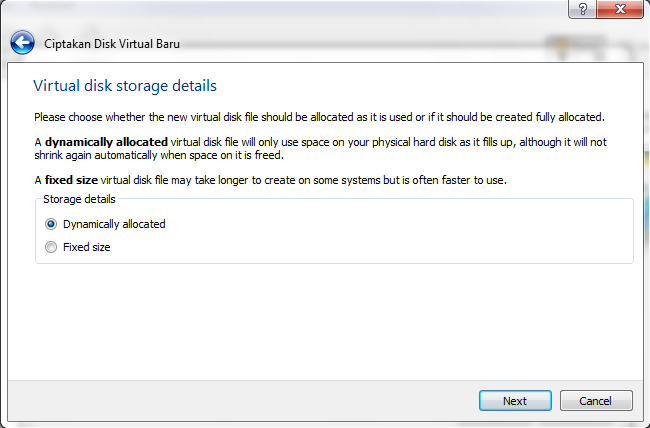 Ciptakan Disk Virtual Baru
Virtual disk storage details
Please choose whether the new virtual disk file should be allocated as it is used or if it should be created fully allocated.
A dynamically allocated virtual disk file will only use space on your physical hard disk as it fills up, although it will not
shrink again automatically when space on it is freed.
A fixed size virtual disk file may take longer to create on some systems but is often faster to use.
Storage details
Dynamically allocated
Fixed size
Next
Cancel